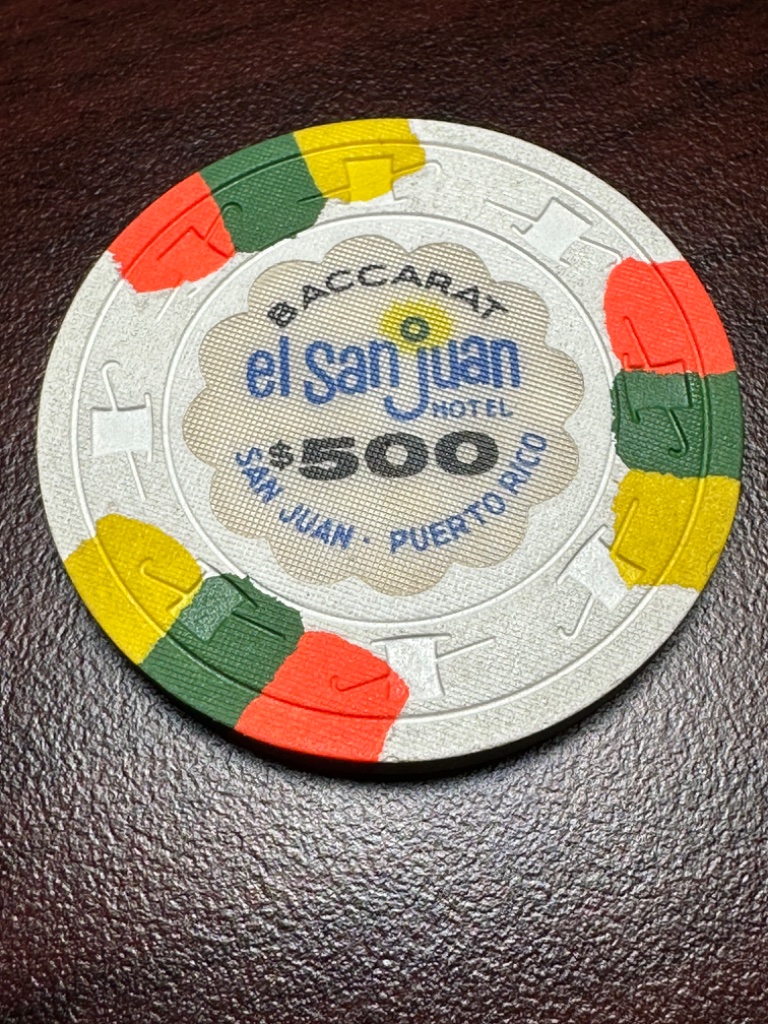 BACCARAT
el san juan
HOTEL
$500
SAN JUAN · PUERTO RICO